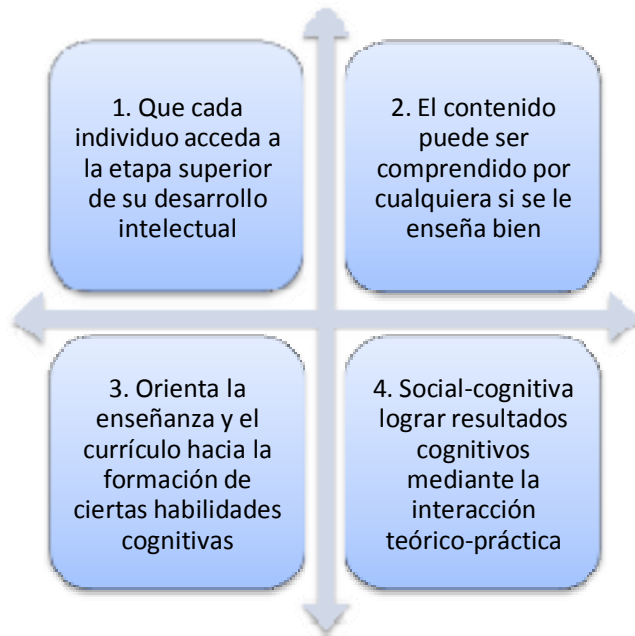 1. Que cada
individuo acceda a
la etapa superior
de su desarrollo
intelectual
2. El contenido
puede ser
comprendido por
cualquiera si se le
enseña bien
3. Orienta la
enseñanza y el
currículo hacia la
formación de
ciertas habilidades
cognitivas
4. Social-cognitiva
lograr resultados
cognitivos
mediante la
interacción
teórico-práctica